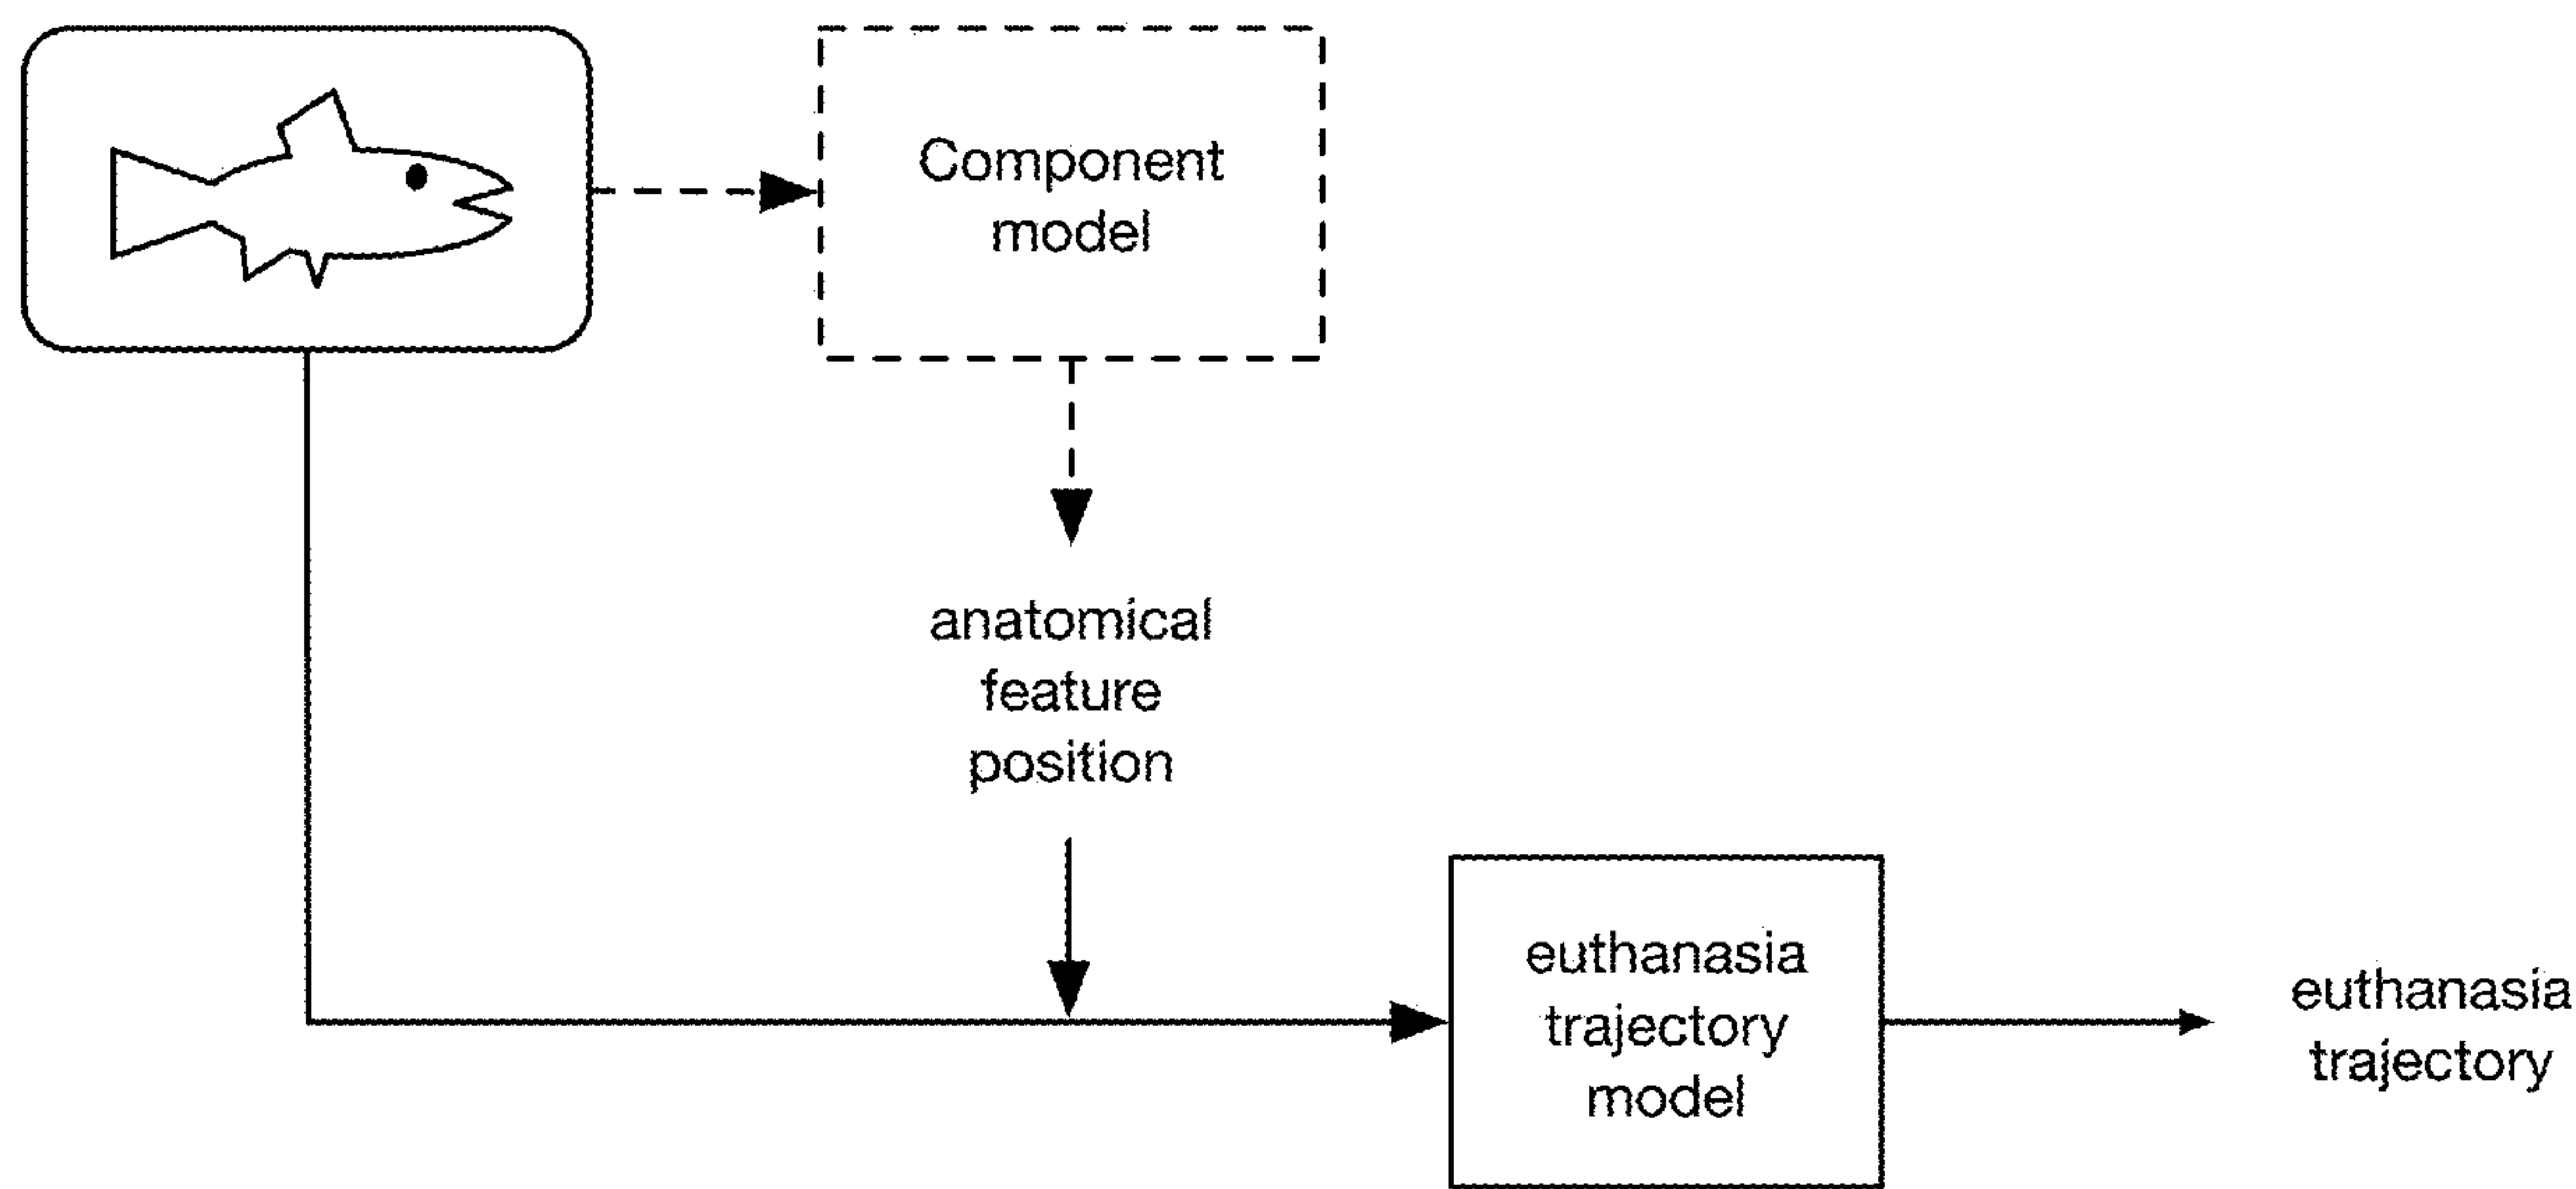 Component
model
anatomical
feature
position
euthanasia
trajectory
model
euthanasia
trajectory